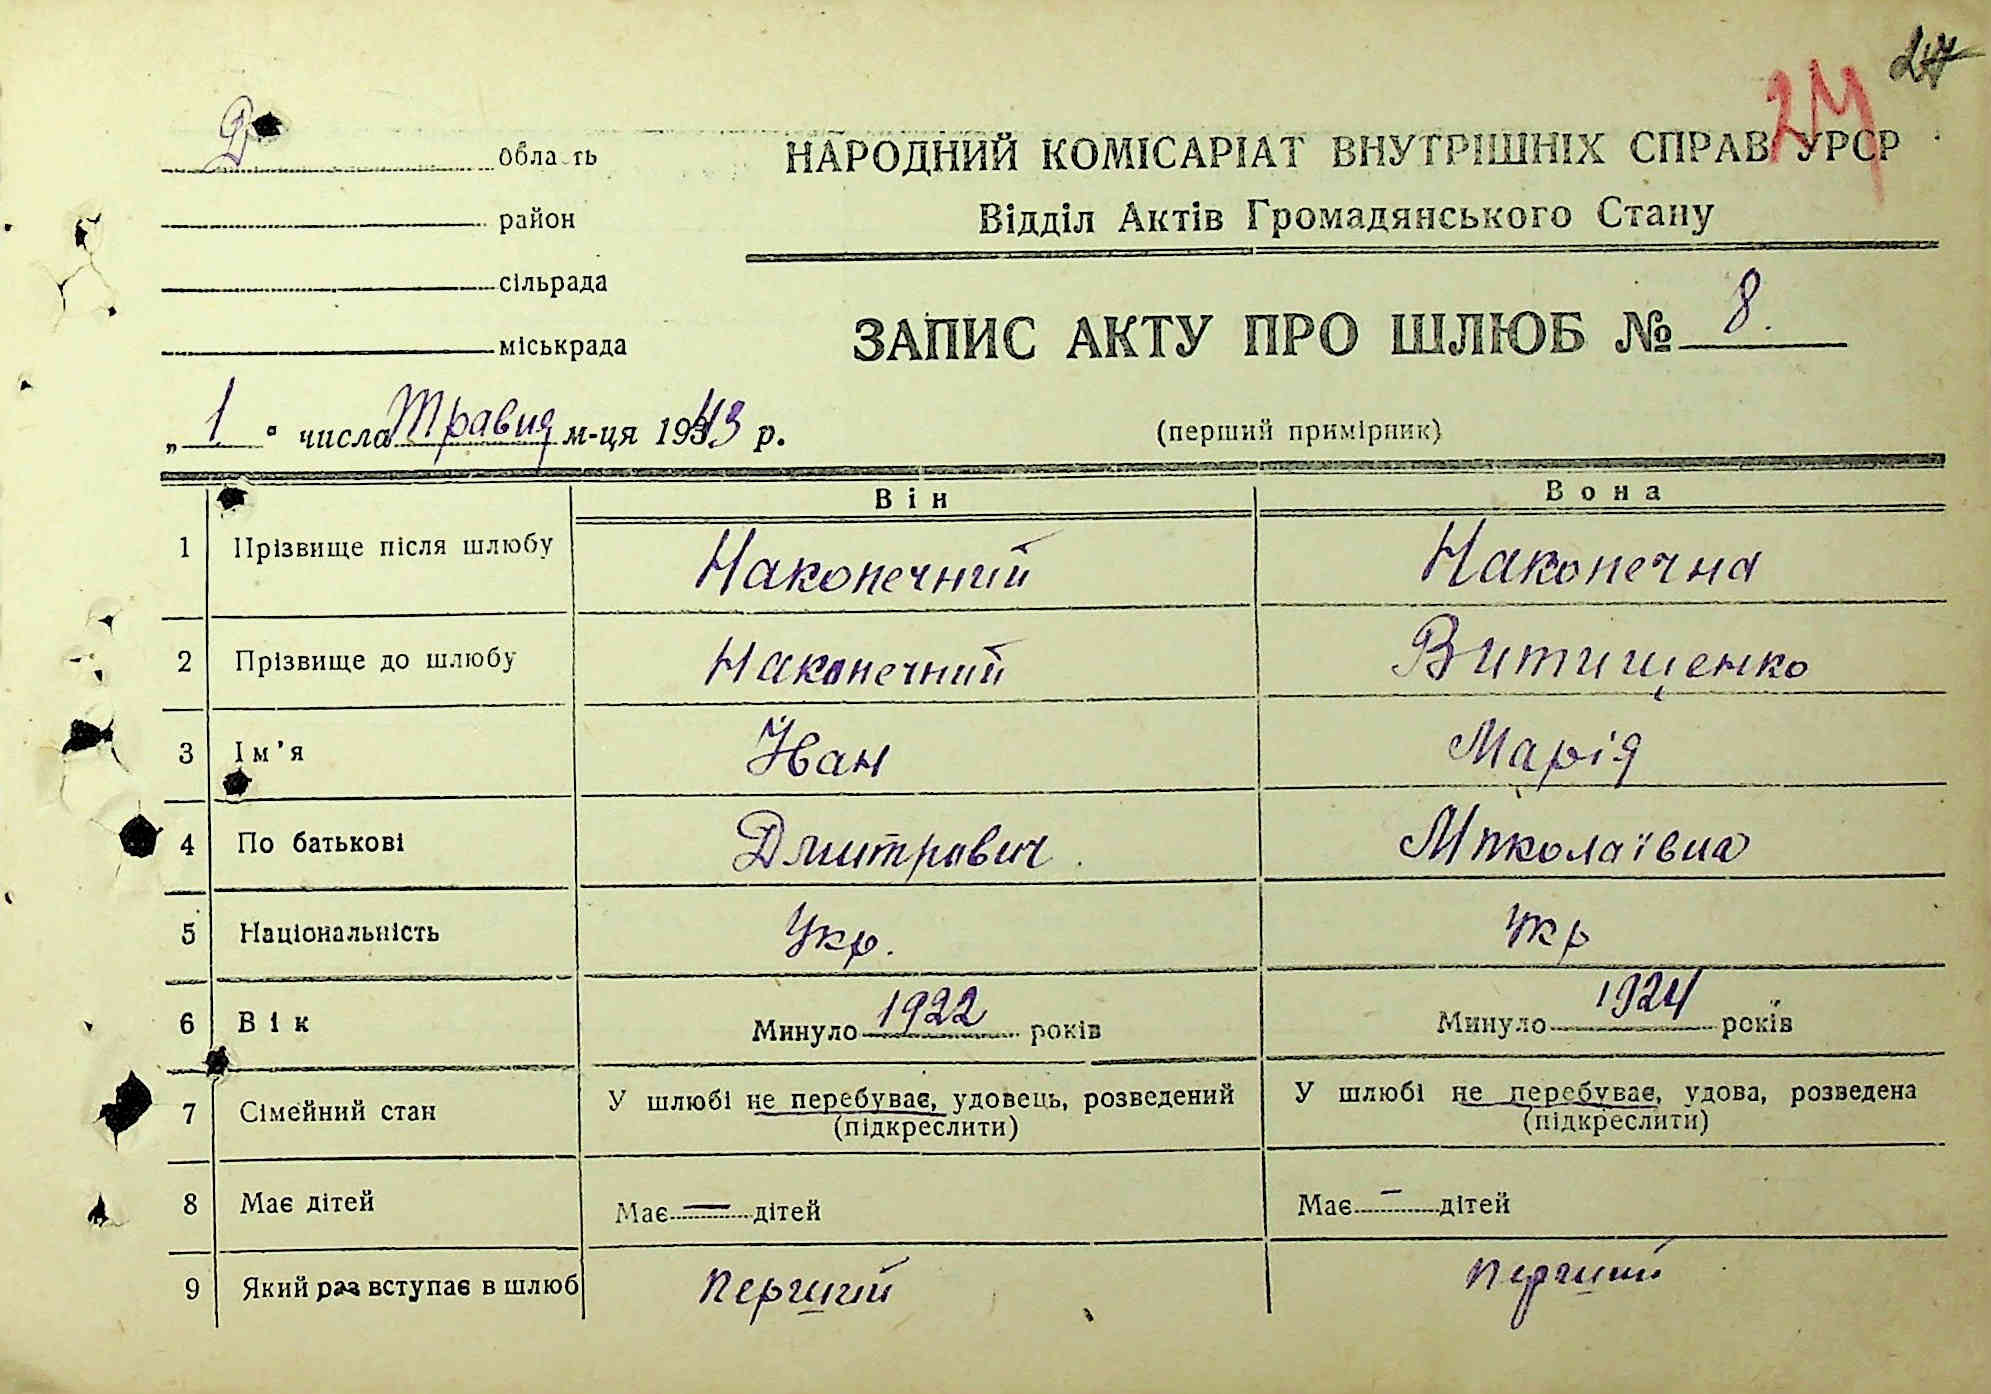 27
24
Д область
район
сільрада
міськрада
НАРОДНИЙ КОМІСАРІАТ ВНУТРІШНІХ СПРАВ УРСР
Відділ Актів Громадянського Стану
ЗАПИС АКТУ ПРО ШЛЮБ № 8.
„1" числа Травня м-ця 1943 р.
(перший примірник)
Він Вона
1 Прізвище після шлюбу Наконечний Наконечна
2 Прізвище до шлюбу Наконечний Витищенко
3 Ім'я Іван Марія
4 По батькові Дмитрович Миколаївна
5 Національність Укр. Укр
6 Вік Минуло 1922 років Минуло 1924 років
7 Сімейний стан У шлюбі не перебуває, удовець, розведений У шлюбі не перебуває, удова, розведена
(підкреслити) (підкреслити)
8 Має дітей Має — дітей Має — дітей
9 Який раз вступає в шлюб перший перший